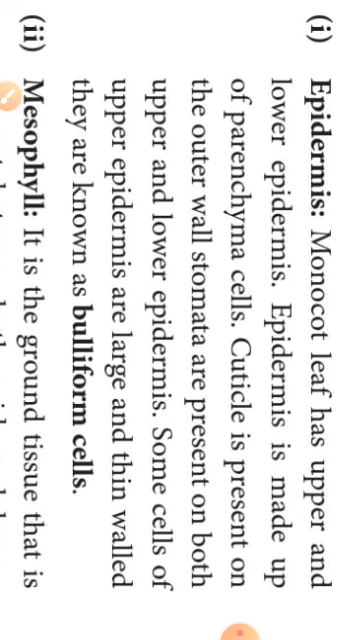 (i) Epidermis: Monocot leaf has upper and
lower epidermis. Epidermis is made up
of parenchyma cells. Cuticle is present on
the outer wall stomata are present on both
upper and lower epidermis. Some cells of
upper epidermis are large and thin walled
they are known as bulliform cells.
(ii) Mesophyll: It is the ground tissue that is